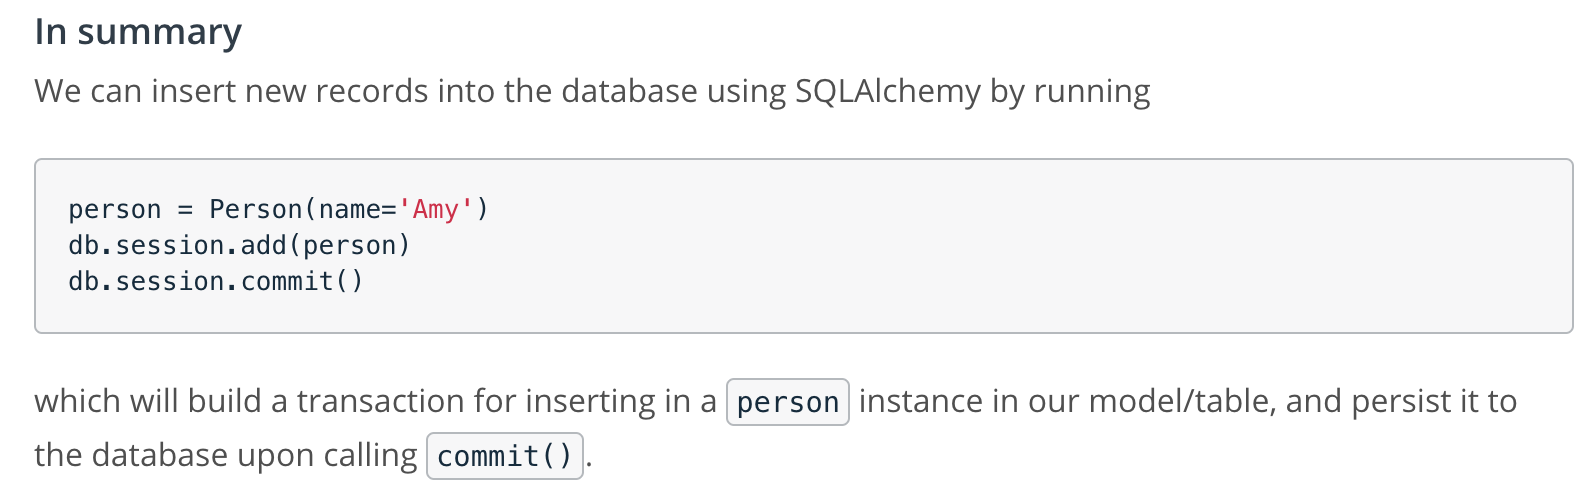 In summary
We can insert new records into the database using SQLAlchemy by running
person = Person(name='Amy')
db.session.add(person)
db.session.commit()
which will build a transaction for inserting in a person instance in our model/table, and persist it to
the database upon calling commit().